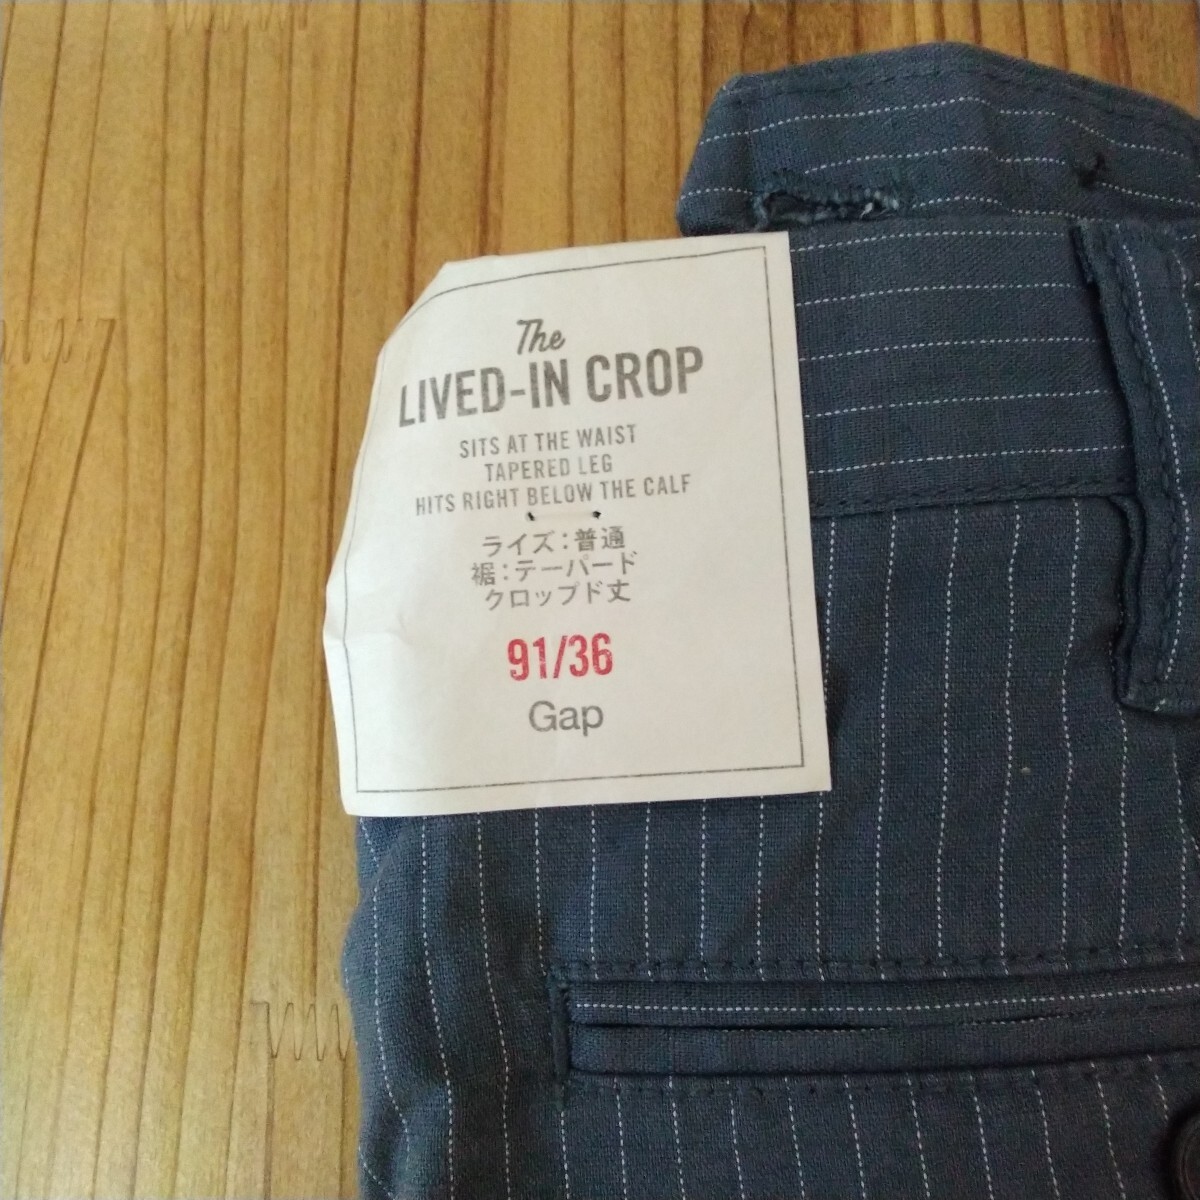 The
LIVED-IN CROP
SITS AT THE WAIST
TAPERED LEG
HITS RIGHT BELOW THE CALF
ライズ:普通
裾:テーパード
クロップド丈
91/36
Gap